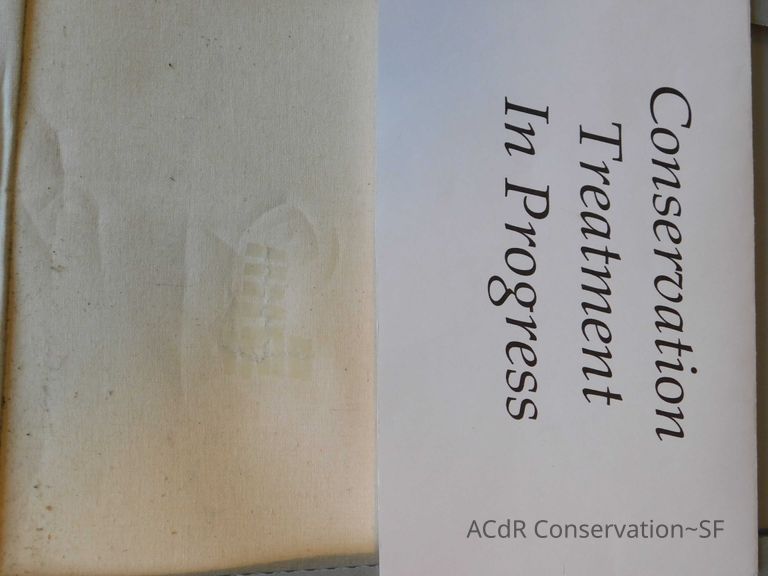 Conservation
Treatment
In Progress
ACdR Conservation~SF